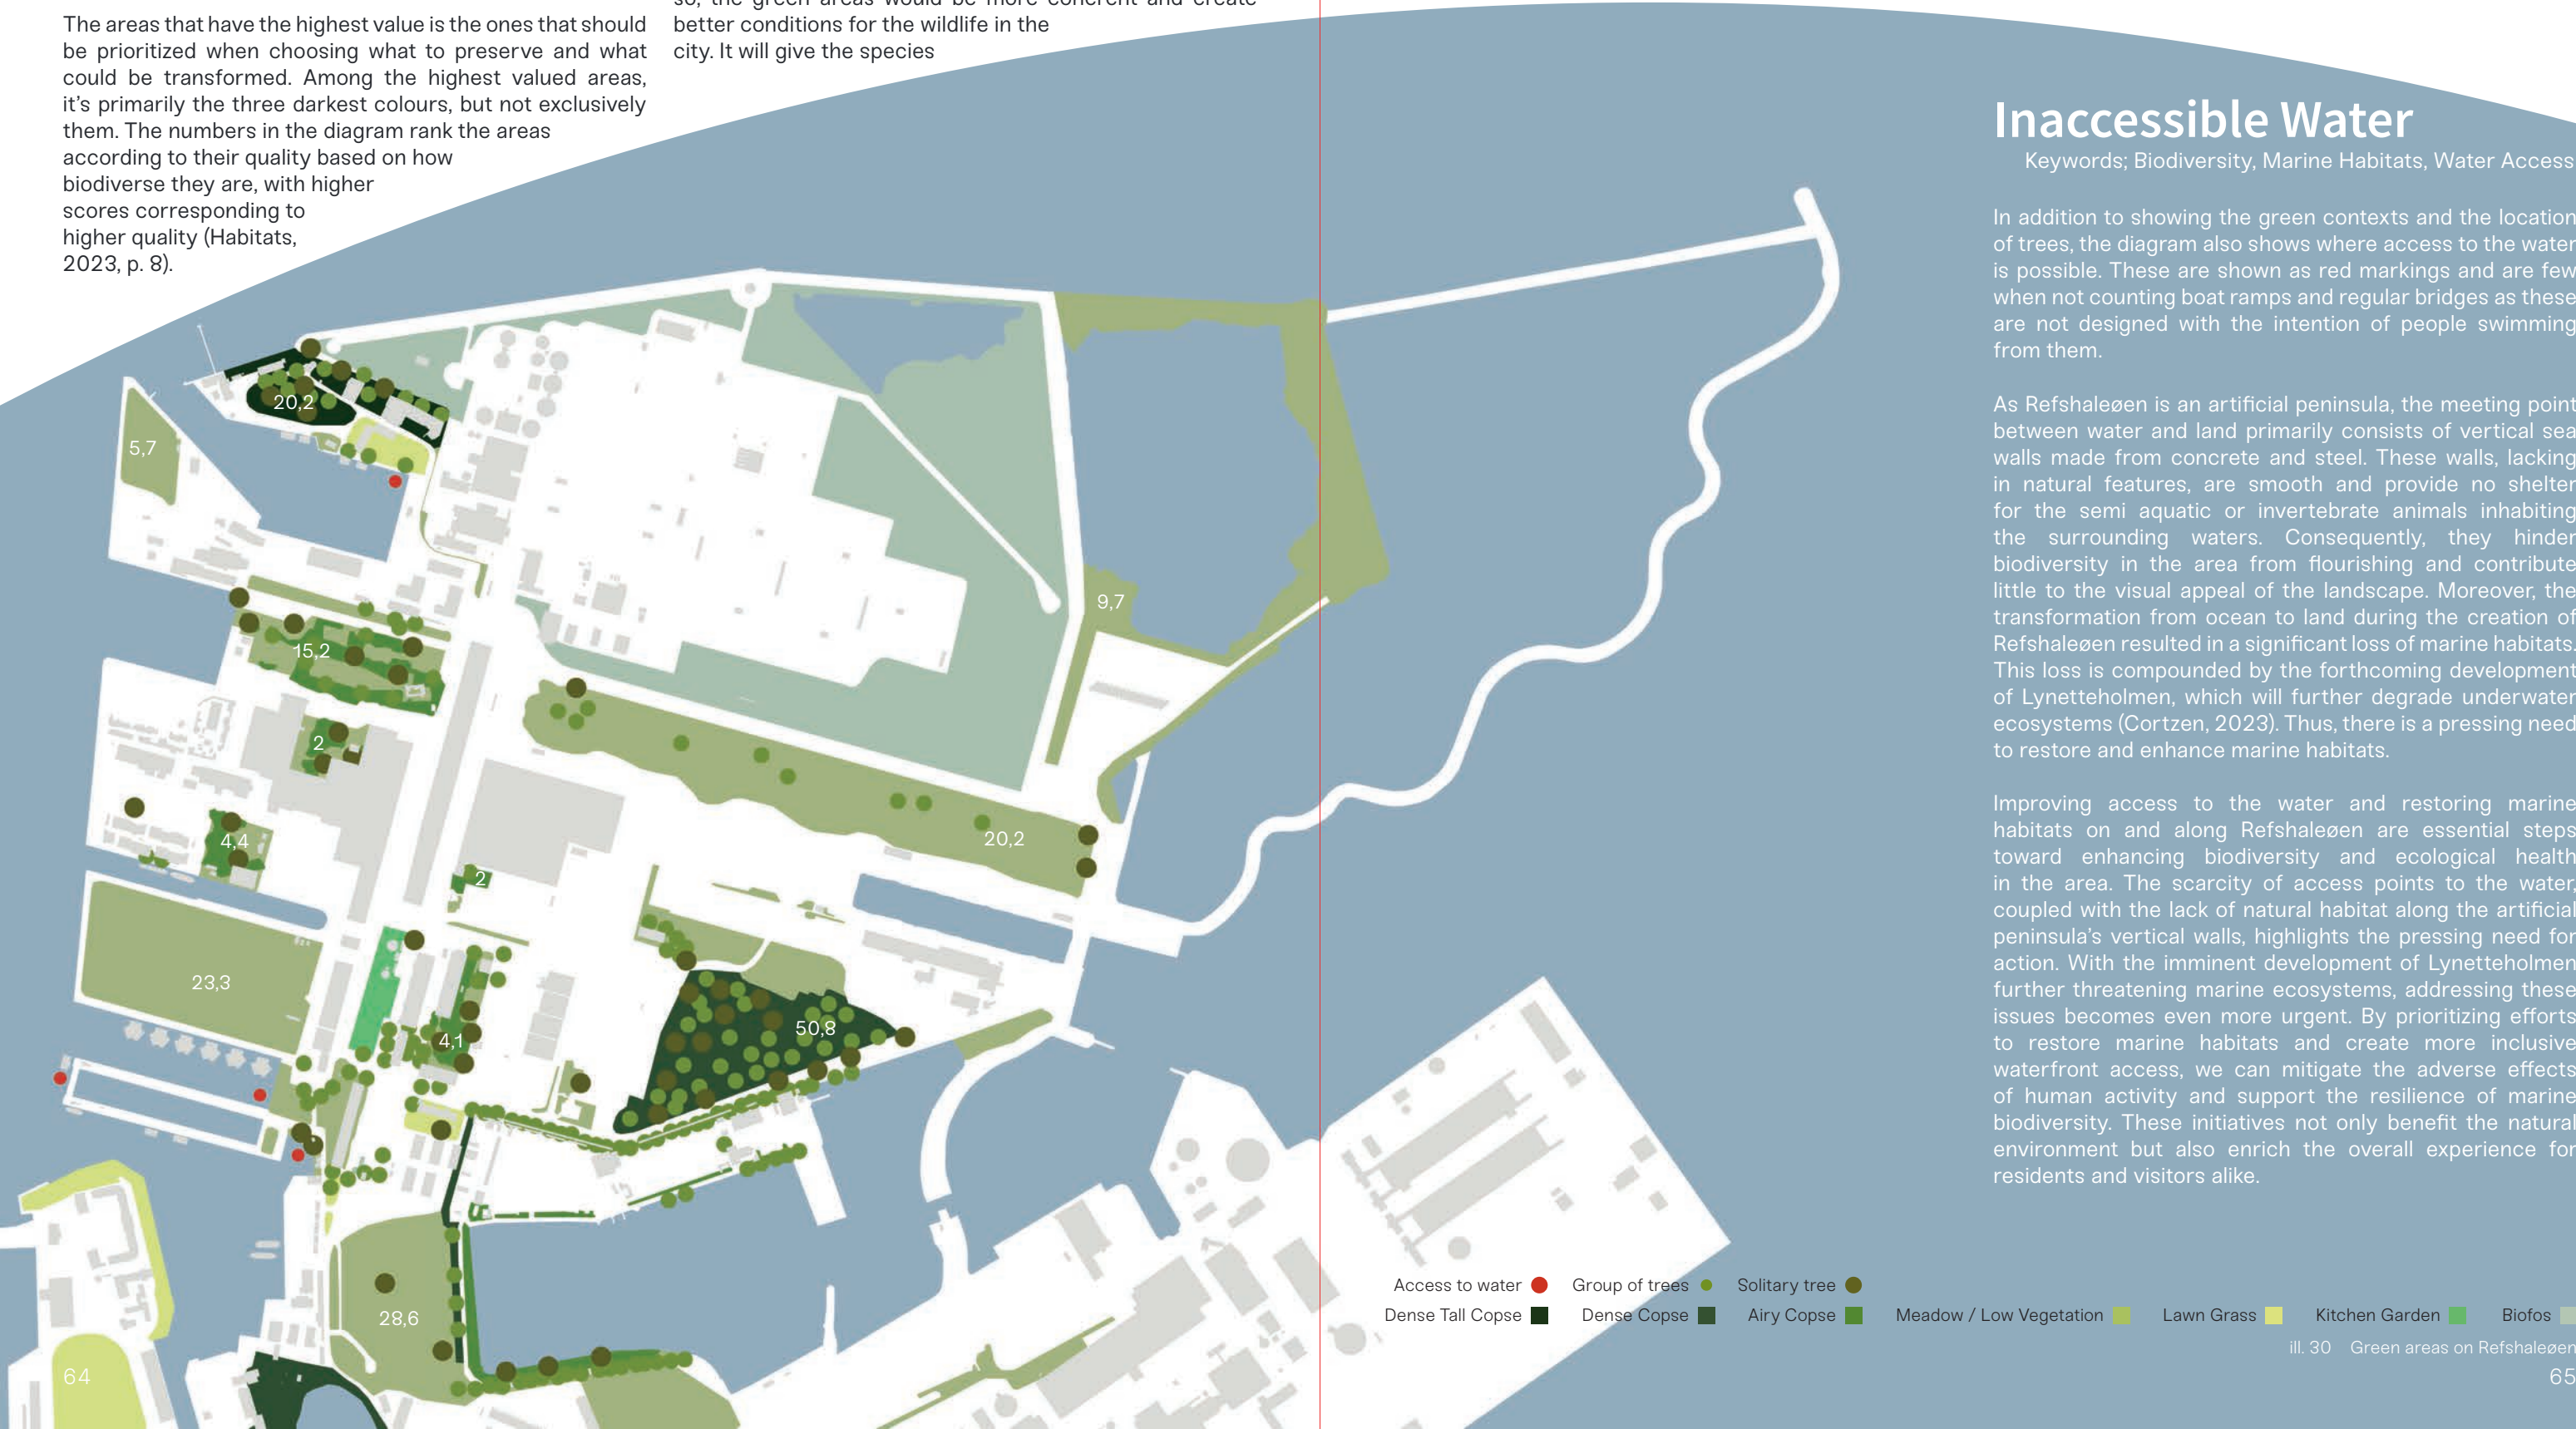 The areas that have the highest value is the ones that should
be prioritized when choosing what to preserve and what
could be transformed. Among the highest valued areas,
it’s primarily the three darkest colours, but not exclusively
them. The numbers in the diagram rank the areas
according to their quality based on how
biodiverse they are, with higher
scores corresponding to
higher quality (Habitats,
2023, p. 8).
so, the green areas would be more coherent and create
better conditions for the wildlife in the
city. It will give the species
20,2
5,7
9,7
15,2
2
4,4
20,2
2
23,3
50,8
4,1
28,6
64
Inaccessible Water
Keywords; Biodiversity, Marine Habitats, Water Access
In addition to showing the green contexts and the location
of trees, the diagram also shows where access to the water
is possible. These are shown as red markings and are few
when not counting boat ramps and regular bridges as these
are not designed with the intention of people swimming
from them.
As Refshaleøen is an artificial peninsula, the meeting point
between water and land primarily consists of vertical sea
walls made from concrete and steel. These walls, lacking
in natural features, are smooth and provide no shelter
for the semi aquatic or invertebrate animals inhabiting
the surrounding waters. Consequently, they hinder
biodiversity in the area from flourishing and contribute
little to the visual appeal of the landscape. Moreover, the
transformation from ocean to land during the creation of
Refshaleøen resulted in a significant loss of marine habitats.
This loss is compounded by the forthcoming development
of Lynetteholmen, which will further degrade underwater
ecosystems (Cortzen, 2023). Thus, there is a pressing need
to restore and enhance marine habitats.
Improving access to the water and restoring marine
habitats on and along Refshaleøen are essential steps
toward enhancing biodiversity and ecological health
in the area. The scarcity of access points to the water,
coupled with the lack of natural habitat along the artificial
peninsula’s vertical walls, highlights the pressing need for
action. With the imminent development of Lynetteholmen
further threatening marine ecosystems, addressing these
issues becomes even more urgent. By prioritizing efforts
to restore marine habitats and create more inclusive
waterfront access, we can mitigate the adverse effects
of human activity and support the resilience of marine
biodiversity. These initiatives not only benefit the natural
environment but also enrich the overall experience for
residents and visitors alike.
Access to water Group of trees Solitary tree
Dense Tall Copse Dense Copse Airy Copse Meadow / Low Vegetation Lawn Grass Kitchen Garden Biofos
ill. 30 Green areas on Refshaleøen
65